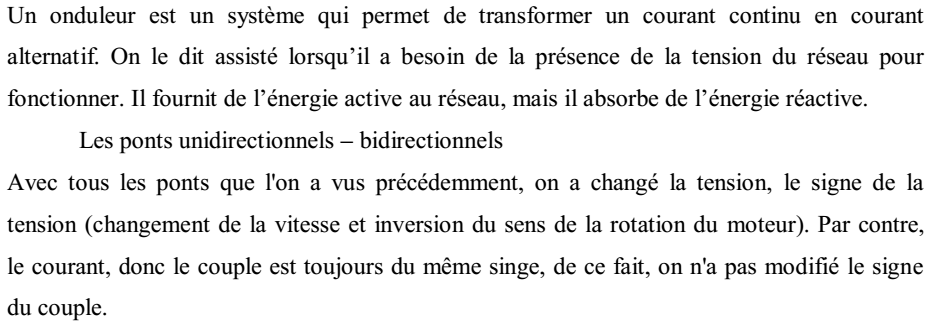 Un onduleur est un système qui permet de transformer un courant continu en courant
alternatif. On le dit assisté lorsqu’il a besoin de la présence de la tension du réseau pour
fonctionner. Il fournit de l’énergie active au réseau, mais il absorbe de l’énergie réactive.
Les ponts unidirectionnels – bidirectionnels
Avec tous les ponts que l'on a vus précédemment, on a changé la tension, le signe de la
tension (changement de la vitesse et inversion du sens de la rotation du moteur). Par contre,
le courant, donc le couple est toujours du même singe, de ce fait, on n'a pas modifié le signe
du couple.